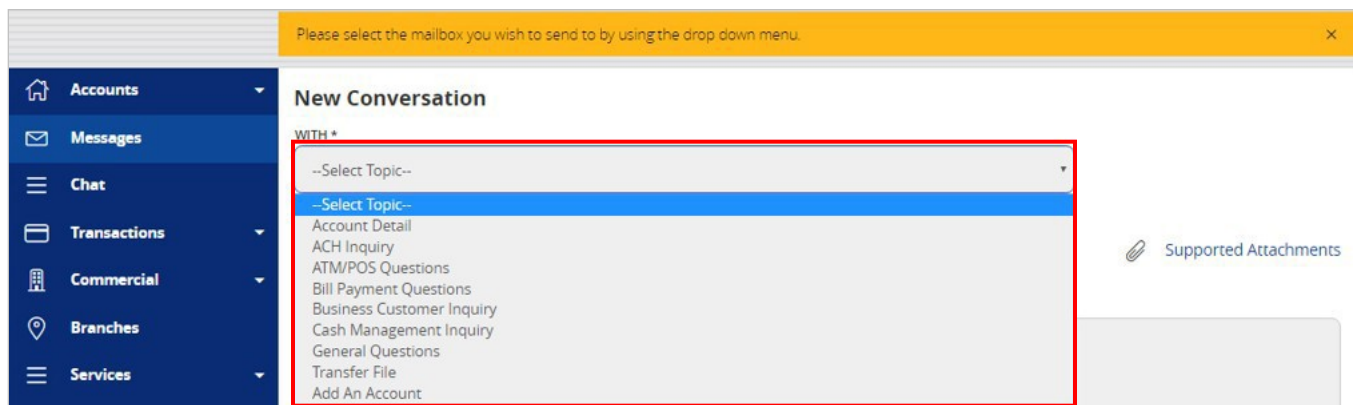 Please select the mailbox you wish to send to by using the drop down menu. ×
Accounts
Messages
Chat
Transactions
Commercial
Branches
Services
New Conversation
WITH *
--Select Topic--
--Select Topic--
Account Detail
ACH Inquiry
ATM/POS Questions
Bill Payment Questions
Business Customer Inquiry
Cash Management Inquiry
General Questions
Transfer File
Add An Account
Supported Attachments